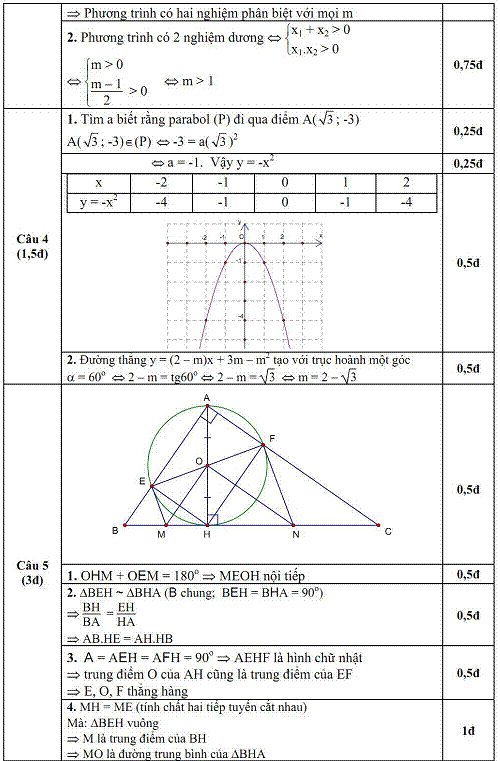 ⇒ Phương trình có hai nghiệm phân biệt với mọi m
2. Phương trình có 2 nghiệm dương ⇔ { x₁ + x₂ > 0
x₁.x₂ > 0
⇔ { m > 0
(m – 1)/2 > 0 ⇔ m > 1
0,75đ
Câu 4
(1,5đ)
1. Tìm a biết rằng parabol (P) đi qua điểm A(√3 ; -3)
A(√3 ; -3)∈(P) ⇔ -3 = a(√3)²
0,25đ
⇔ a = -1. Vậy y = -x²
0,25đ
x -2 -1 0 1 2
y = -x² -4 -1 0 -1 -4
y
-2 -1 O 1 2 x
-1
-4
0,5đ
2. Đường thẳng y = (2 – m)x + 3m – m² tạo với trục hoành một góc
α = 60° ⇔ 2 – m = tg60° ⇔ 2 – m = √3 ⇔ m = 2 – √3
0,5đ
Câu 5
(3đ)
A
F
O
E
B M H N C
0,5đ
1. OHM + OEM = 180° ⇒ MEOH nội tiếp
0,5đ
2. ΔBEH ~ ΔBHA (B chung; BEH = BHA = 90°)
⇒ BH/BA = EH/HA
⇒ AB.HE = AH.HB
0,5đ
3. A = AEH = AFH = 90° ⇒ AEHF là hình chữ nhật
⇒ trung điểm O của AH cũng là trung điểm của EF
⇒ E, O, F thẳng hàng
0,5đ
4. MH = ME (tính chất hai tiếp tuyến cắt nhau)
Mà: ΔBEH vuông
⇒ M là trung điểm của BH
⇒ MO là đường trung bình của ΔBHA
1đ